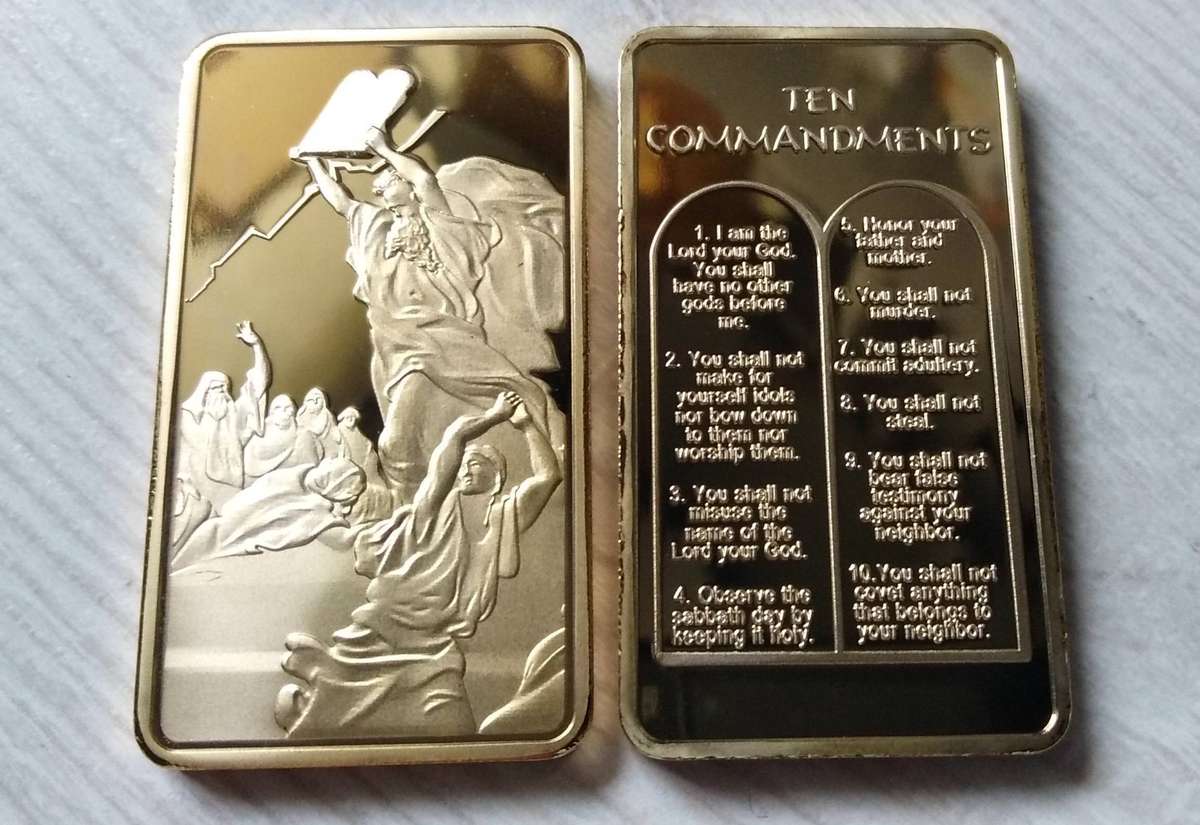 TEN
COMMANDMENTS
1. I am the
Lord your God.
You shall
have no other
gods before
me.
2. You shall not
make for
yourself idols
nor bow down
to them nor
worship them.
3. You shall not
misuse the
name of the
Lord your God.
4. Observe the
sabbath day by
keeping it holy.
5. Honor your
father and
mother.
6. You shall not
murder.
7. You shall not
commit adultery.
8. You shall not
steal.
9. You shall not
bear false
testimony
against your
neighbor.
10. You shall not
covet anything
that belongs to
your neighbor.